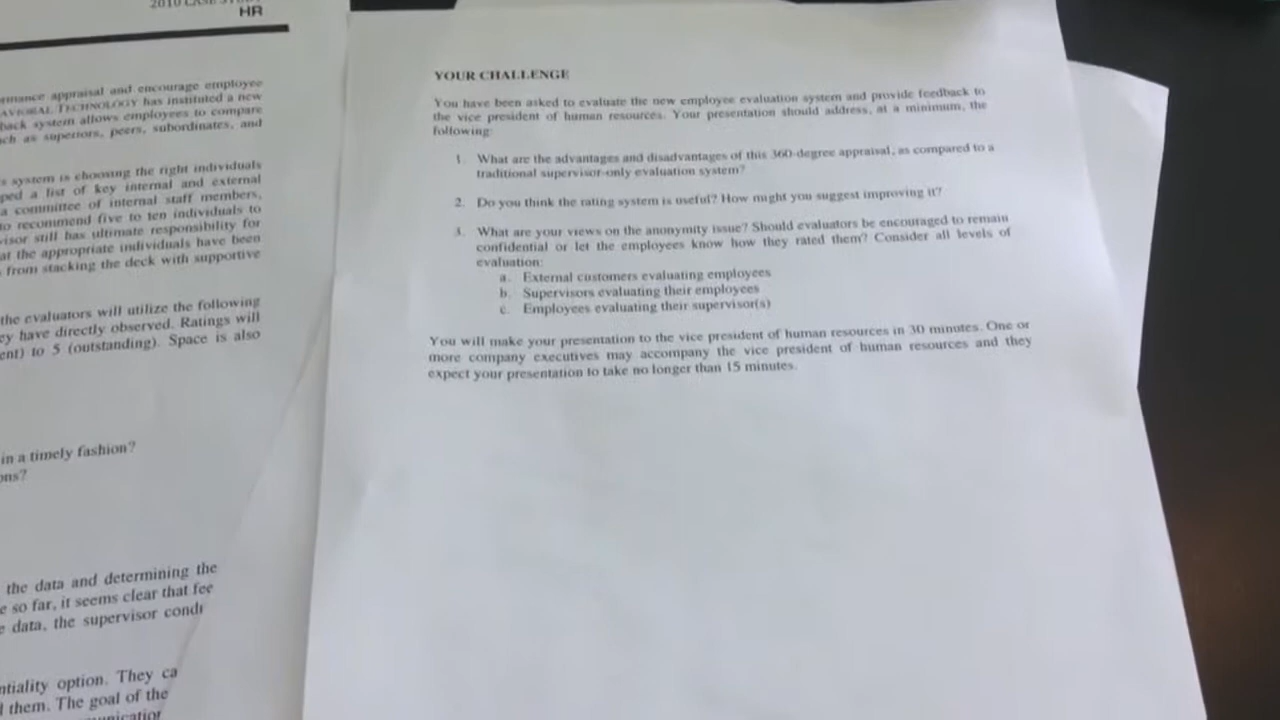 2010 CASE STUDY
HR
appraisal and encourage employee
TECHNOLOGY has instituted a new
system allows employees to compare
as superiors, peers, subordinates, and
system is choosing the right individuals
a list of key internal and external
a committee of internal staff members,
to recommend five to ten individuals to
still has ultimate responsibility for
the appropriate individuals have been
from stacking the deck with supportive
the evaluators will utilize the following
have directly observed. Ratings will
to 5 (outstanding). Space is also
in a timely fashion?
the data and determining the
so far, it seems clear that fee
data, the supervisor condu
option. They ca
them. The goal of the
YOUR CHALLENGE
You have been asked to evaluate the new employee evaluation system and provide feedback to
the vice president of human resources. Your presentation should address, at a minimum, the
following:
1. What are the advantages and disadvantages of this 360-degree appraisal, as compared to a
traditional supervisor-only evaluation system?
2. Do you think the rating system is useful? How might you suggest improving it?
3. What are your views on the anonymity issue? Should evaluators be encouraged to remain
confidential or let the employees know how they rated them? Consider all levels of
evaluation:
a. External customers evaluating employees
b. Supervisors evaluating their employees
c. Employees evaluating their supervisor(s)
You will make your presentation to the vice president of human resources in 30 minutes. One or
more company executives may accompany the vice president of human resources and they
expect your presentation to take no longer than 15 minutes.